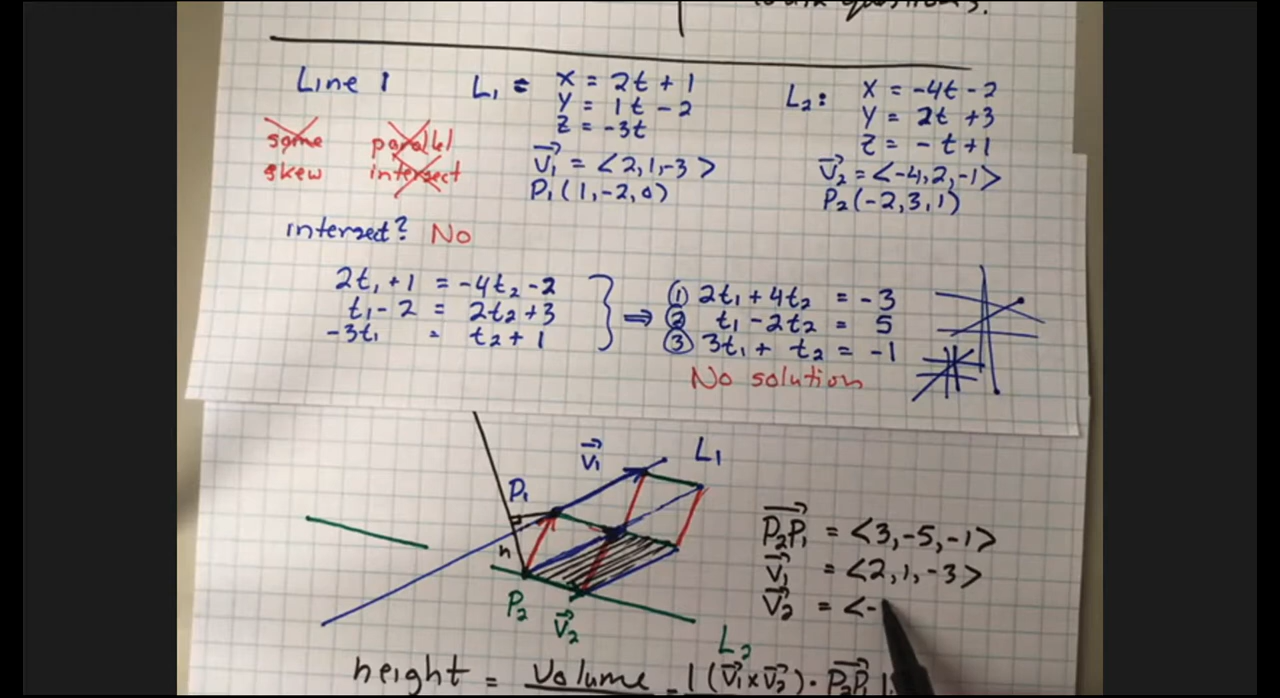 questions.
Line 1
L₁ = x = 2t + 1
y = 1t - 2
z = -3t
v₁ = <2,1,-3>
P₁(1,-2,0)
L₂: x = -4t - 2
y = 2t + 3
z = -t + 1
v₂ = <-4,2,-1>
P₂(-2,3,1)
same parallel
skew intersect
intersect? No
2t₁ + 1 = -4t₂ - 2
t₁ - 2 = 2t₂ + 3
-3t₁ = t₂ + 1
⇒
① 2t₁ + 4t₂ = -3
② t₁ - 2t₂ = 5
③ 3t₁ + t₂ = -1
No solution
v₁ L₁
P₁
h
P₂ v₂
L₂
P₂P₁ = <3,-5,-1>
v₁ = <2,1,-3>
v₂ = <-
height = volume = |(v₁×v₂)·P₂P₁|